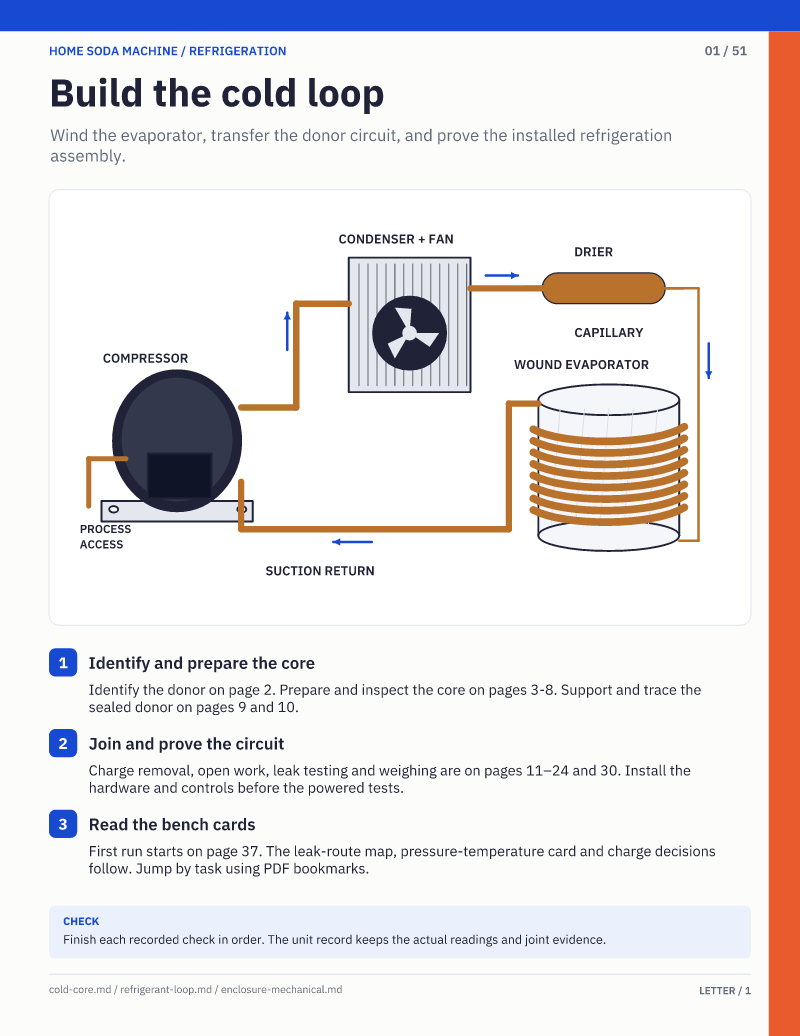 HOME SODA MACHINE / REFRIGERATION
01 / 51
Build the cold loop
Wind the evaporator, transfer the donor circuit, and prove the installed refrigeration
assembly.
CONDENSER + FAN
DRIER
CAPILLARY
WOUND EVAPORATOR
COMPRESSOR
PROCESS
ACCESS
SUCTION RETURN
1
Identify and prepare the core
Identify the donor on page 2. Prepare and inspect the core on pages 3-8. Support and trace the
sealed donor on pages 9 and 10.
2
Join and prove the circuit
Charge removal, open work, leak testing and weighing are on pages 11–24 and 30. Install the
hardware and controls before the powered tests.
3
Read the bench cards
First run starts on page 37. The leak-route map, pressure-temperature card and charge decisions
follow. Jump by task using PDF bookmarks.
CHECK
Finish each recorded check in order. The unit record keeps the actual readings and joint evidence.
cold-core.md / refrigerant-loop.md / enclosure-mechanical.md
LETTER / 1